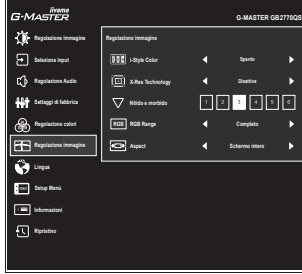 iiyama
G-MASTER
G-MASTER GB2770QS
Regolazione immagine
Regolazione immagine
Seleziona input
Regolazione Audio
Settaggi di fabbrica
Regolazione colori
Regolazione immagine
Lingua
Setup Menù
Informazioni
Ripristino
i-Style Color
Spento
X-Res Technology
Disattiva
Nitido e morbido
1 2 3 4 5 6
RGB RGB Range
Completo
Aspect
Schermo intero